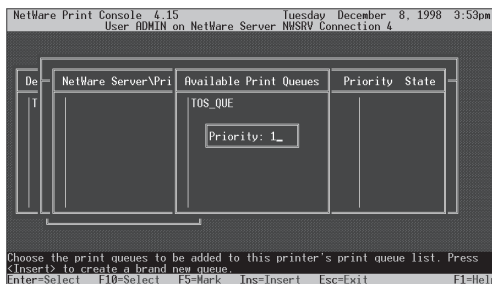 NetWare Print Console 4.15 Tuesday December 8, 1998 3:53pm
User ADMIN on NetWare Server NWSRV Connection 4
De NetWare Server\Pri Available Print Queues Priority State
T TOS_QUE
Priority: 1_
Choose the print queues to be added to this printer's print queue list. Press
<Insert> to create a brand new queue.
Enter=Select F10=Select F5=Mark Ins=Insert Esc=Exit F1=Help